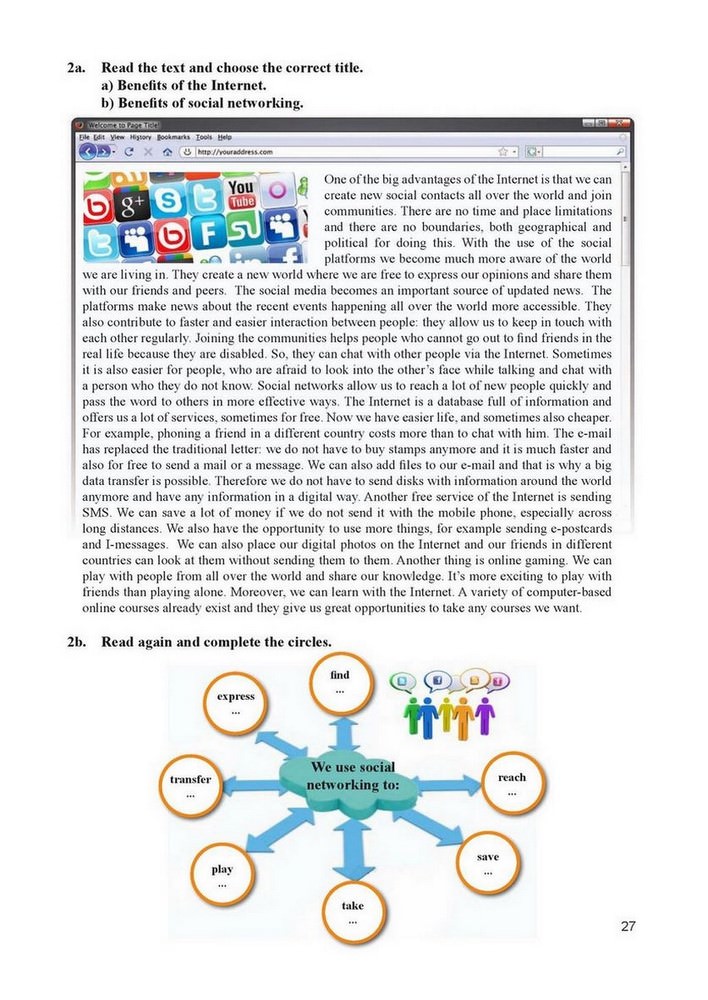 2a. Read the text and choose the correct title.
a) Benefits of the Internet.
b) Benefits of social networking.
Welcome to Page Title!
File Edit View History Bookmarks Tools Help
http://youraddress.com
g+
You
Tube
One of the big advantages of the Internet is that we can
create new social contacts all over the world and join
communities. There are no time and place limitations
and there are no boundaries, both geographical and
political for doing this. With the use of the social
platforms we become much more aware of the world
we are living in. They create a new world where we are free to express our opinions and share them
with our friends and peers. The social media becomes an important source of updated news. The
platforms make news about the recent events happening all over the world more accessible. They
also contribute to faster and easier interaction between people: they allow us to keep in touch with
each other regularly. Joining the communities helps people who cannot go out to find friends in the
real life because they are disabled. So, they can chat with other people via the Internet. Sometimes
it is also easier for people, who are afraid to look into the other’s face while talking and chat with
a person who they do not know. Social networks allow us to reach a lot of new people quickly and
pass the word to others in more effective ways. The Internet is a database full of information and
offers us a lot of services, sometimes for free. Now we have easier life, and sometimes also cheaper.
For example, phoning a friend in a different country costs more than to chat with him. The e-mail
has replaced the traditional letter: we do not have to buy stamps anymore and it is much faster and
also for free to send a mail or a message. We can also add files to our e-mail and that is why a big
data transfer is possible. Therefore we do not have to send disks with information around the world
anymore and have any information in a digital way. Another free service of the Internet is sending
SMS. We can save a lot of money if we do not send it with the mobile phone, especially across
long distances. We also have the opportunity to use more things, for example sending e-postcards
and I-messages. We can also place our digital photos on the Internet and our friends in different
countries can look at them without sending them to them. Another thing is online gaming. We can
play with people from all over the world and share our knowledge. It’s more exciting to play with
friends than playing alone. Moreover, we can learn with the Internet. A variety of computer-based
online courses already exist and they give us great opportunities to take any courses we want.
2b. Read again and complete the circles.
find
...
express
...
We use social
networking to:
transfer
...
reach
...
play
...
save
...
take
...
27